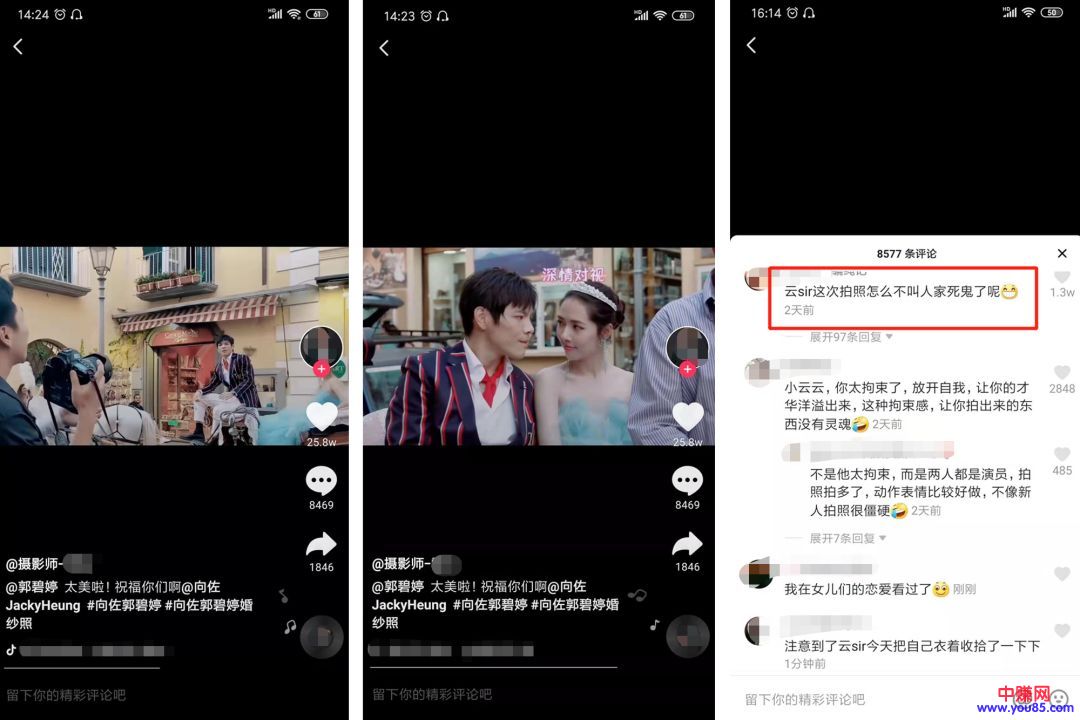 14:24
HD
61
25.8w
8469
1846
@摄影师-
@郭碧婷 太美啦！祝福你们啊@向佐
JackyHeung #向佐郭碧婷 #向佐郭碧婷婚
纱照
留下你的精彩评论吧
14:23
HD
61
深情对视
25.8w
8469
1846
@摄影师-
@郭碧婷 太美啦！祝福你们啊@向佐
JackyHeung #向佐郭碧婷 #向佐郭碧婷婚
纱照
留下你的精彩评论吧
16:14
HD
50
8577 条评论
云sir这次拍照怎么不叫人家死鬼了呢😁
2天前
1.3w
展开97条回复
小云云，你太拘束了，放开自我，让你的才
华洋溢出来，这种拘束感，让你拍出来的东
西没有灵魂🤣 2天前
2848
不是他太拘束，而是两人都是演员，拍
照拍多了，动作表情比较好做，不像新
人拍照很僵硬🤣 2天前
485
展开7条回复
我在女儿们的恋爱看过了🥺 刚刚
注意到了云sir今天把自己衣着收拾了一下下
1分钟前
留下你的精彩评论吧
中赚网
www.you85.com